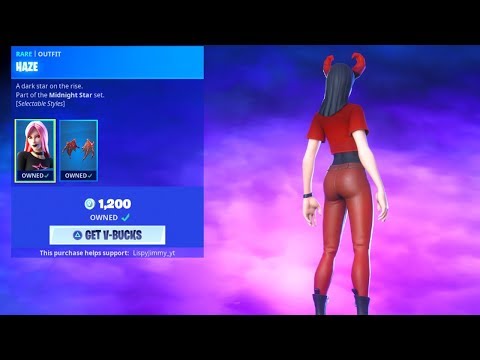 RARE | OUTFIT
HAZE
A dark star on the rise.
Part of the Midnight Star set.
[Selectable Styles]
OWNED✓ OWNED✓
1,200
OWNED ✓
GET V-BUCKS
This purchase helps support: Lispyjimmy_yt